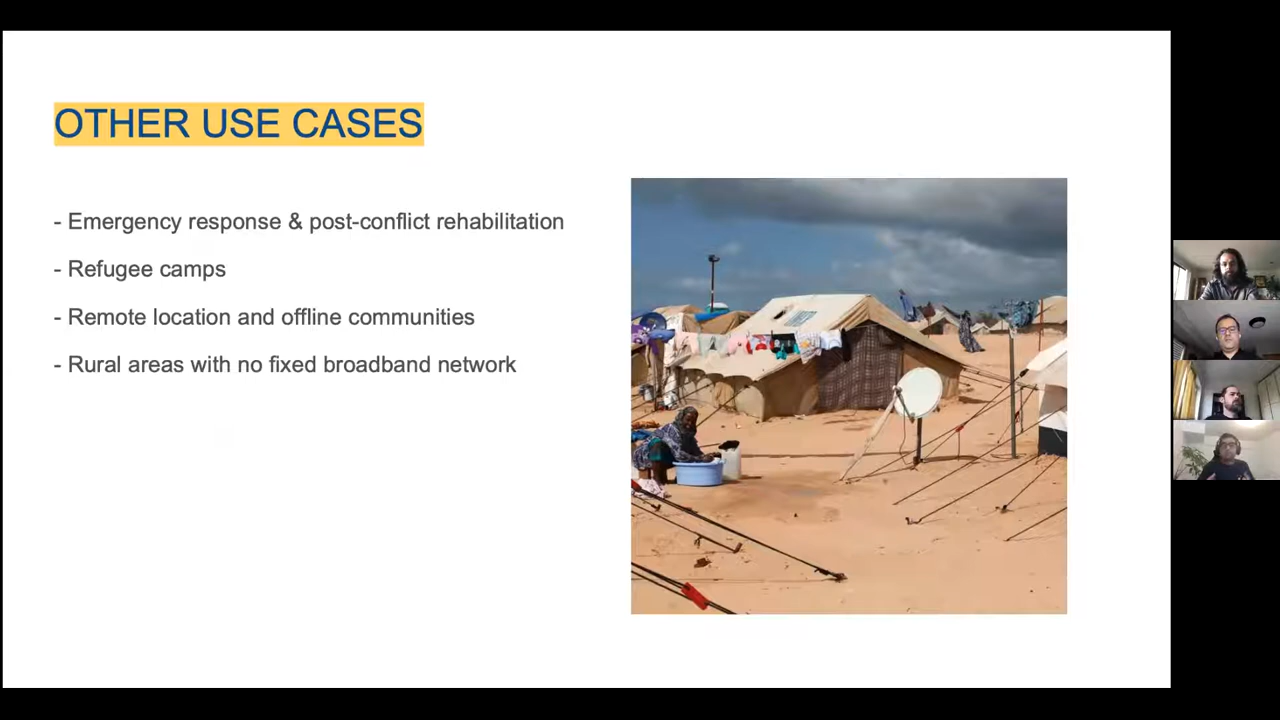 OTHER USE CASES
- Emergency response & post-conflict rehabilitation
- Refugee camps
- Remote location and offline communities
- Rural areas with no fixed broadband network